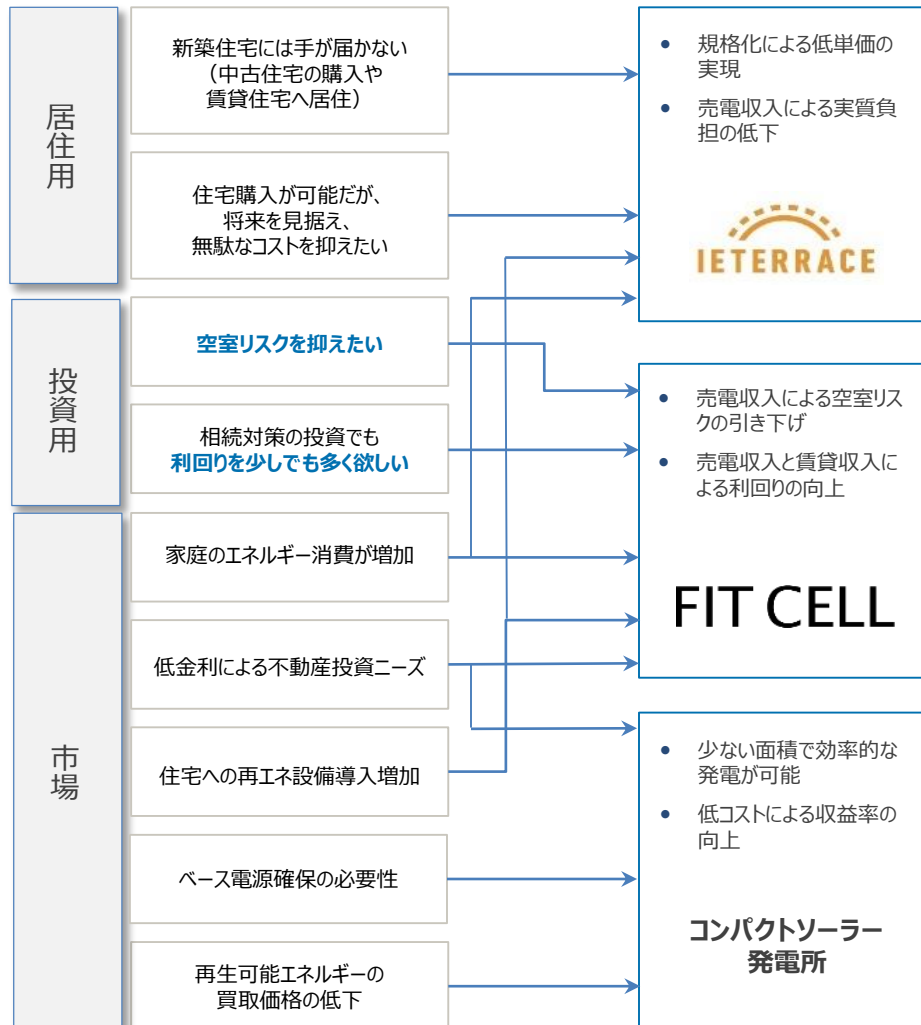 居住用
新築住宅には手が届かない
（中古住宅の購入や
賃貸住宅へ居住）
住宅購入が可能だが、
将来を見据え、
無駄なコストを抑えたい
投資用
空室リスクを抑えたい
相続対策の投資でも
利回りを少しでも多く欲しい
市場
家庭のエネルギー消費が増加
低金利による不動産投資ニーズ
住宅への再エネ設備導入増加
ベース電源確保の必要性
再生可能エネルギーの
買取価格の低下
• 規格化による低単価の
実現
• 売電収入による実質負
担の低下
IETERRACE
• 売電収入による空室リス
クの引き下げ
• 売電収入と賃貸収入に
よる利回りの向上
FIT CELL
• 少ない面積で効率的な
発電が可能
• 低コストによる収益率の
向上
コンパクトソーラー
発電所